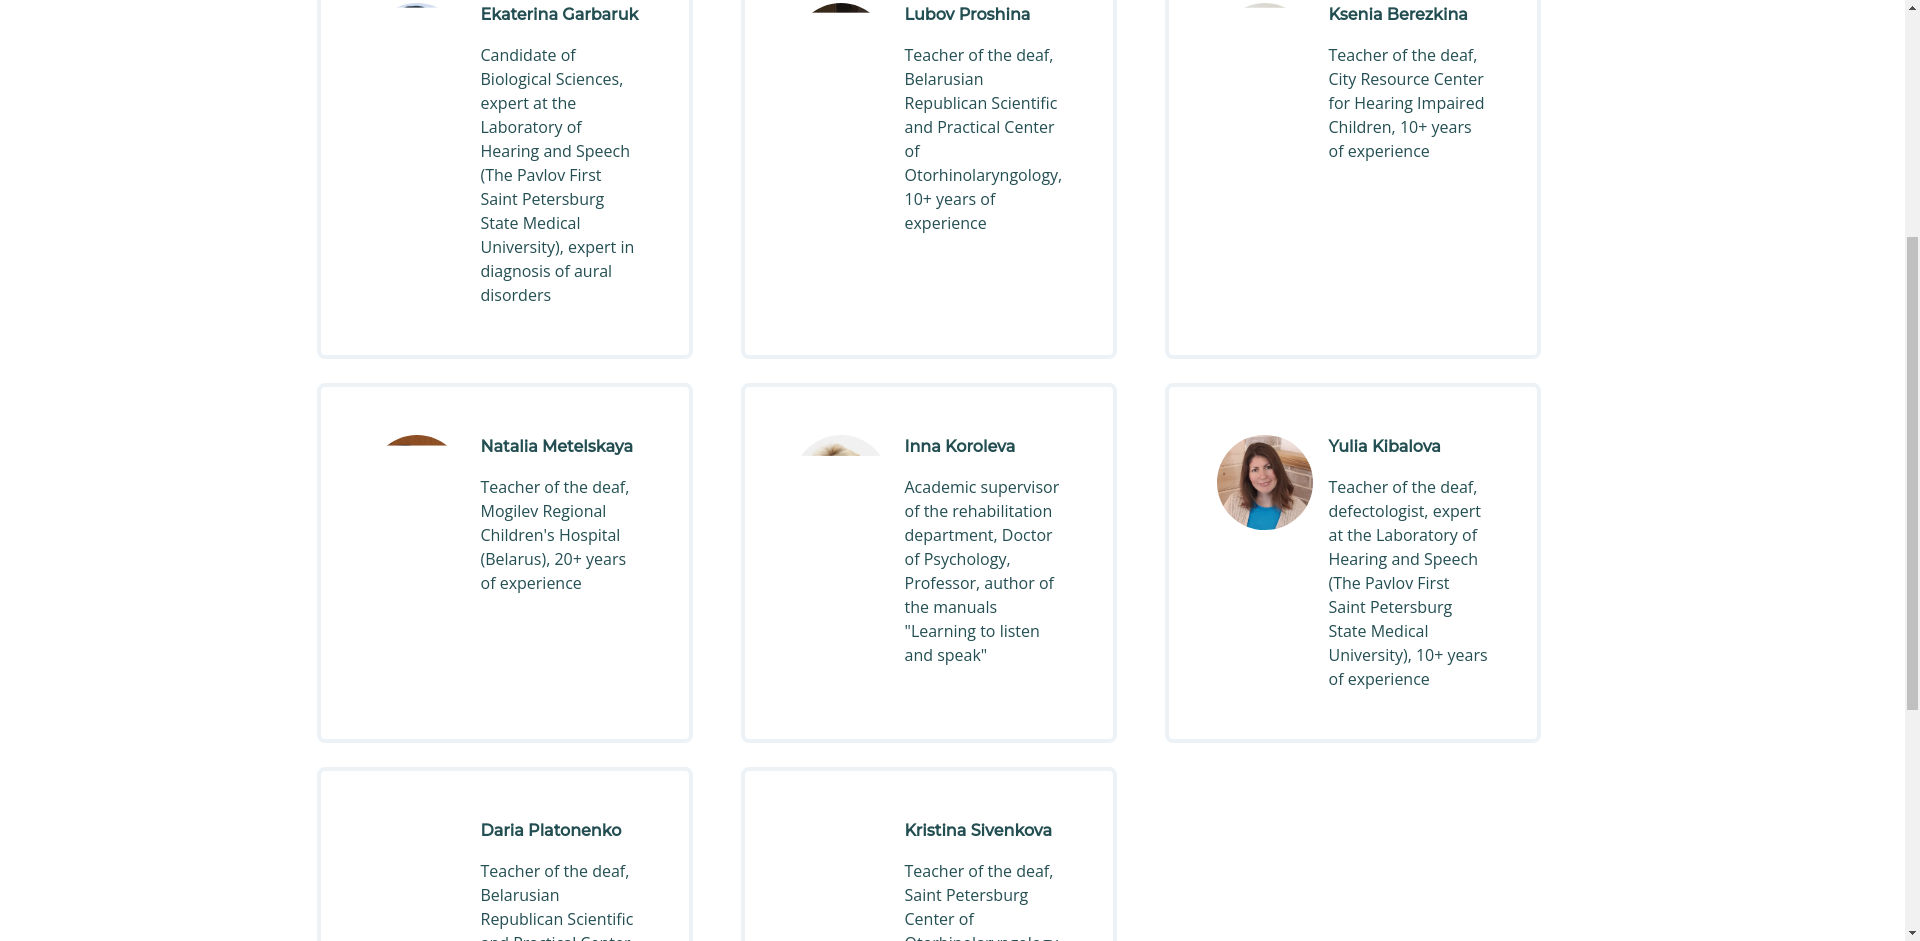 Ekaterina Garbaruk
Candidate of
Biological Sciences,
expert at the
Laboratory of
Hearing and Speech
(The Pavlov First
Saint Petersburg
State Medical
University), expert in
diagnosis of aural
disorders
Lubov Proshina
Teacher of the deaf,
Belarusian
Republican Scientific
and Practical Center
of
Otorhinolaryngology,
10+ years of
experience
Ksenia Berezkina
Teacher of the deaf,
City Resource Center
for Hearing Impaired
Children, 10+ years
of experience
Natalia Metelskaya
Teacher of the deaf,
Mogilev Regional
Children's Hospital
(Belarus), 20+ years
of experience
Inna Koroleva
Academic supervisor
of the rehabilitation
department, Doctor
of Psychology,
Professor, author of
the manuals
"Learning to listen
and speak"
Yulia Kibalova
Teacher of the deaf,
defectologist, expert
at the Laboratory of
Hearing and Speech
(The Pavlov First
Saint Petersburg
State Medical
University), 10+ years
of experience
Daria Platonenko
Teacher of the deaf,
Belarusian
Republican Scientific
and Practical Center
Kristina Sivenkova
Teacher of the deaf,
Saint Petersburg
Center of
Otorhinolaryngology